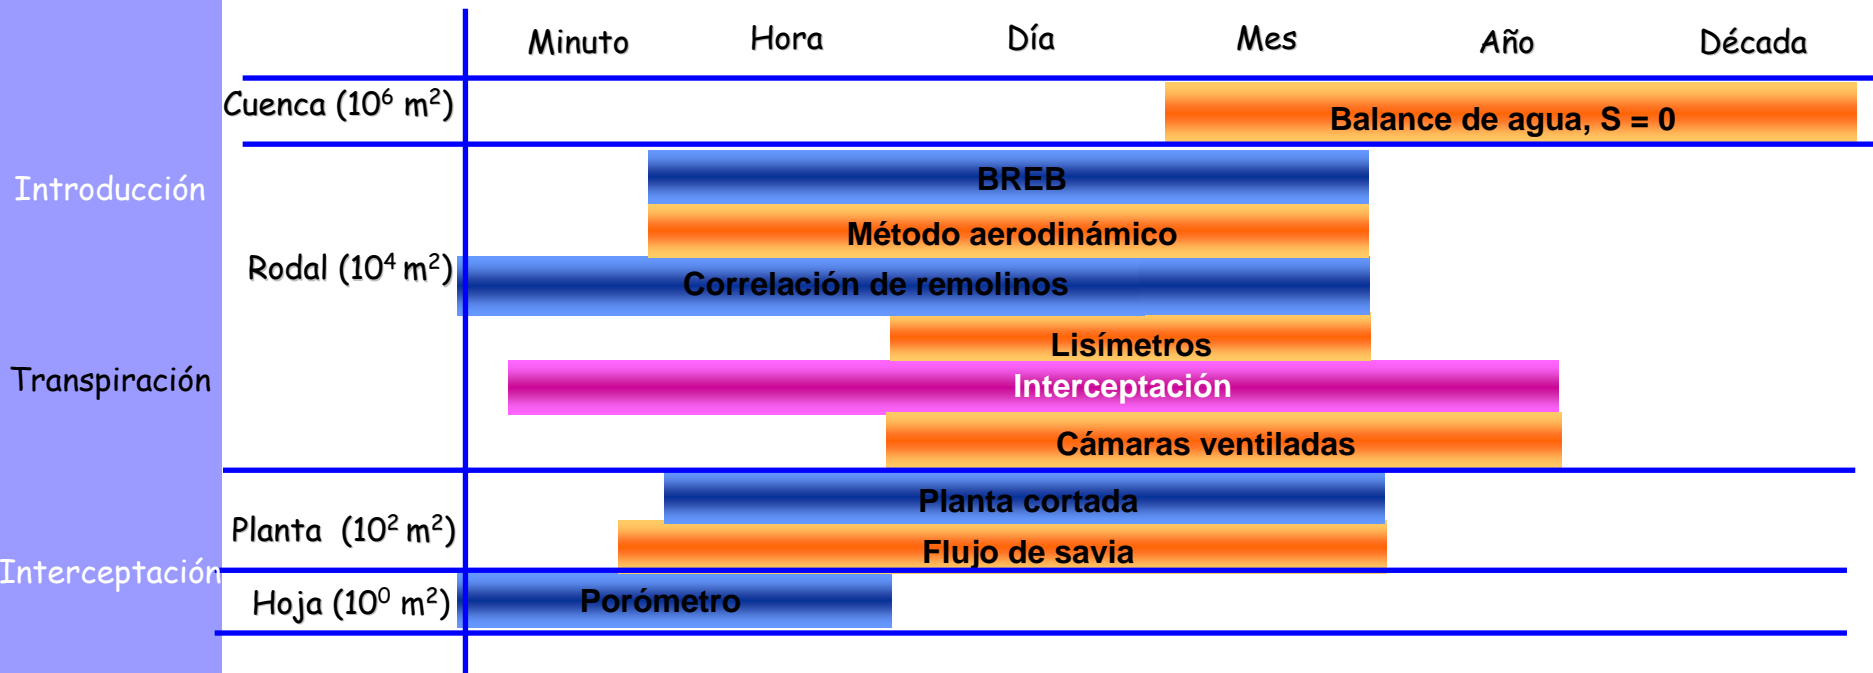 Minuto Hora Día Mes Año Década
Cuenca (10⁶ m²)
Balance de agua, S = 0
Introducción
Rodal (10⁴ m²)
BREB
Método aerodinámico
Correlación de remolinos
Lisímetros
Transpiración
Interceptación
Cámaras ventiladas
Planta (10² m²)
Planta cortada
Flujo de savia
Interceptación
Hoja (10⁰ m²)
Porómetro